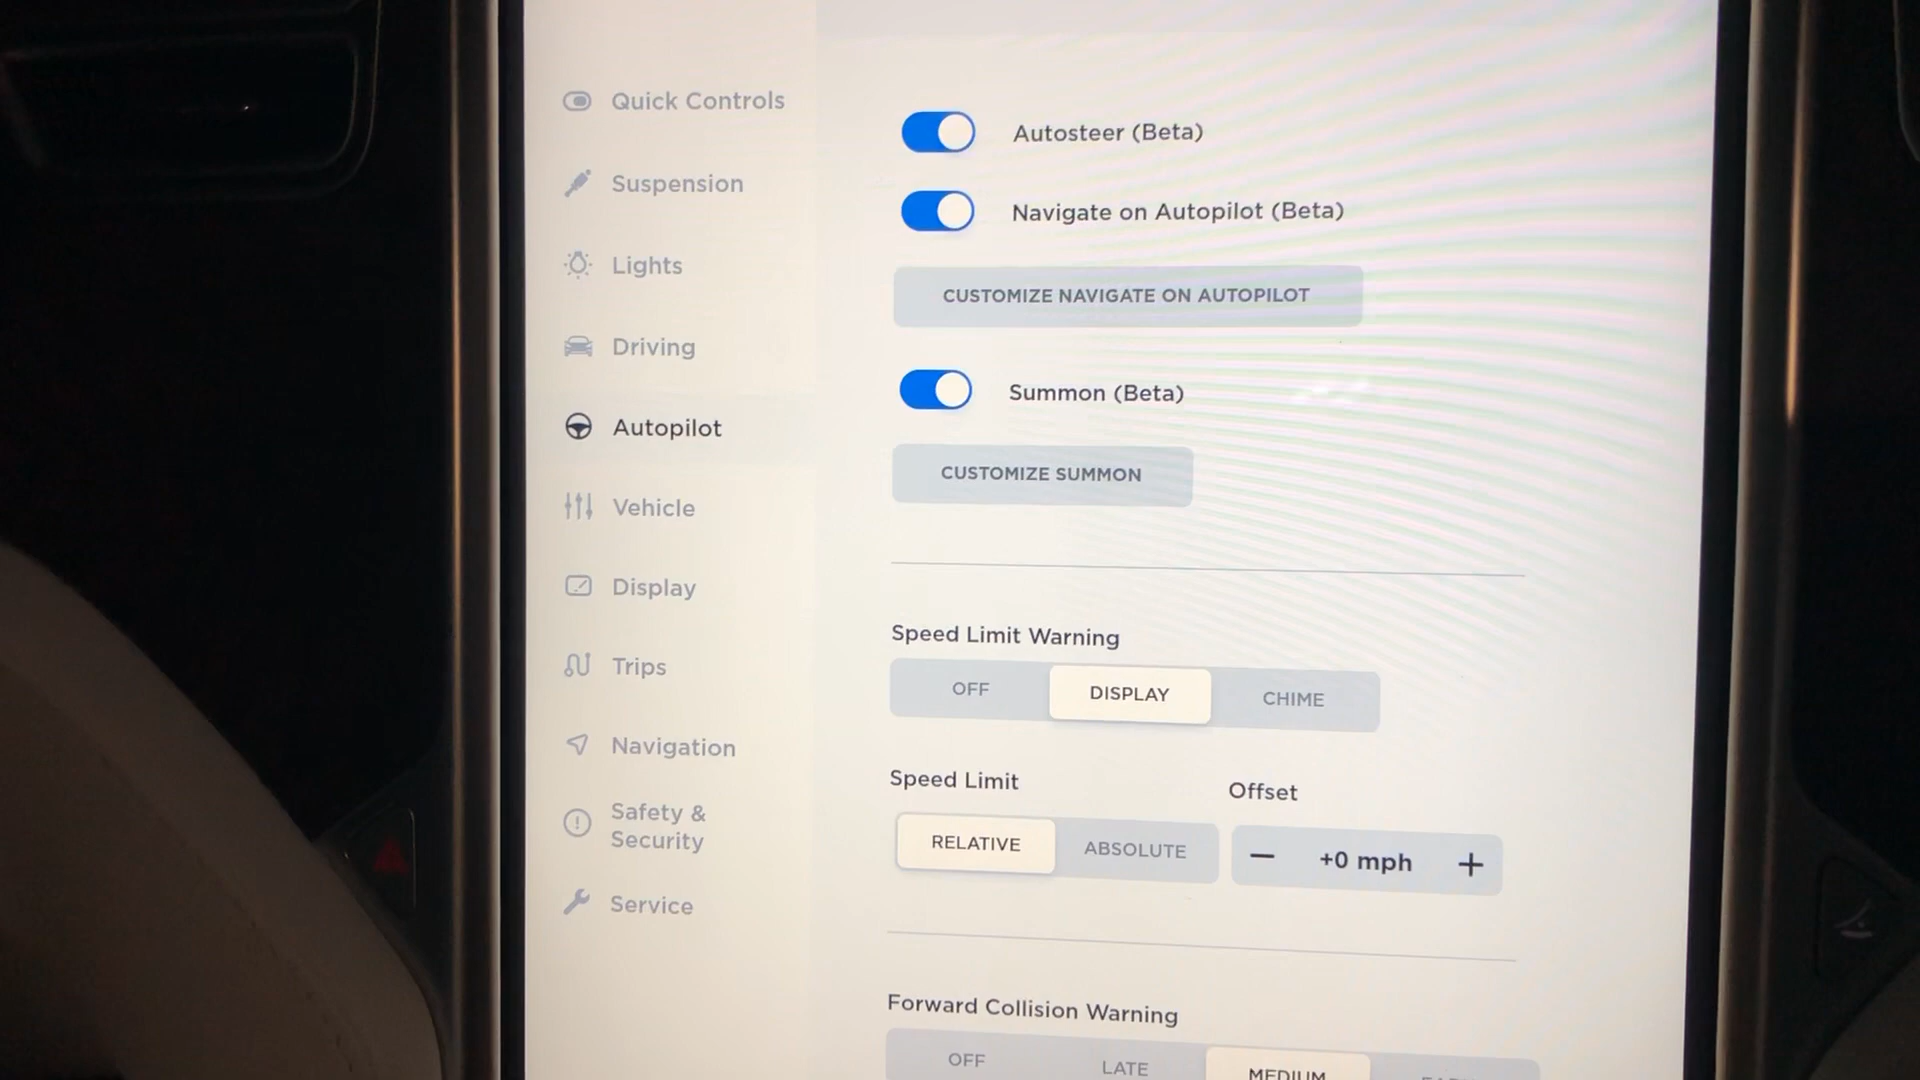 Quick Controls
Suspension
Lights
Driving
Autopilot
Vehicle
Display
Trips
Navigation
Safety &
Security
Service
Autosteer (Beta)
Navigate on Autopilot (Beta)
CUSTOMIZE NAVIGATE ON AUTOPILOT
Summon (Beta)
CUSTOMIZE SUMMON
Speed Limit Warning
OFF DISPLAY CHIME
Speed Limit Offset
RELATIVE ABSOLUTE +0 mph
Forward Collision Warning
OFF LATE MEDIUM